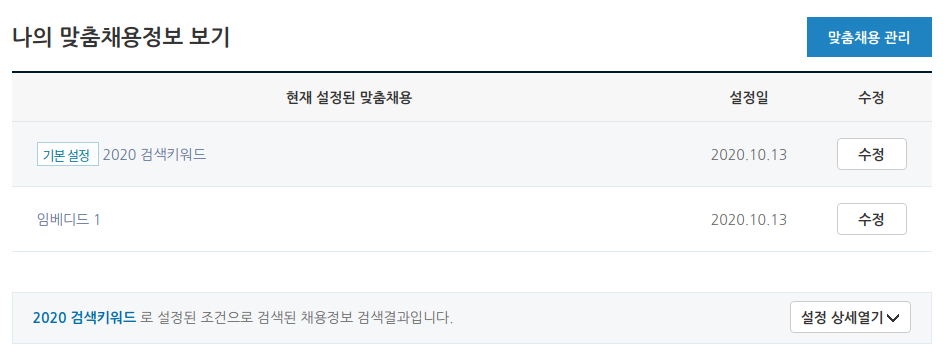 나의 맞춤채용정보 보기
맞춤채용 관리
현재 설정된 맞춤채용 설정일 수정
기본 설정 2020 검색키워드 2020.10.13 수정
임베디드 1 2020.10.13 수정
2020 검색키워드 로 설정된 조건으로 검색된 채용정보 검색결과입니다. 설정 상세열기